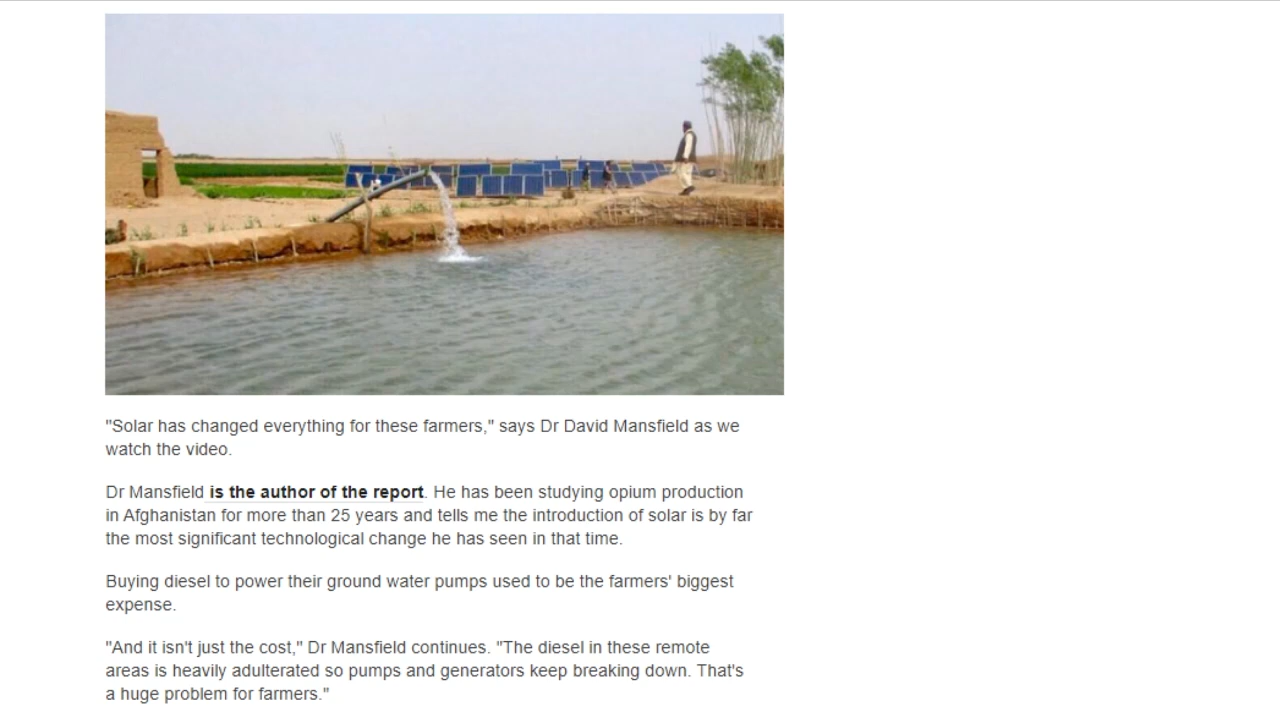 "Solar has changed everything for these farmers," says Dr David Mansfield as we
watch the video.
Dr Mansfield is the author of the report. He has been studying opium production
in Afghanistan for more than 25 years and tells me the introduction of solar is by far
the most significant technological change he has seen in that time.
Buying diesel to power their ground water pumps used to be the farmers' biggest
expense.
"And it isn't just the cost," Dr Mansfield continues. "The diesel in these remote
areas is heavily adulterated so pumps and generators keep breaking down. That's
a huge problem for farmers."